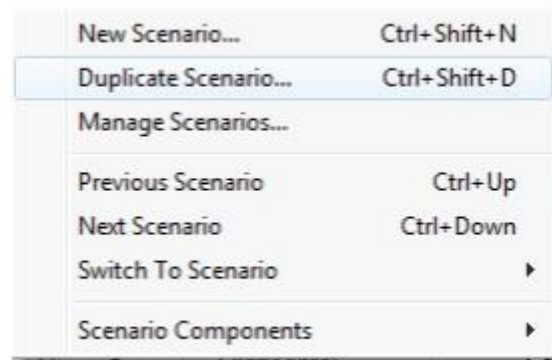 New Scenario... Ctrl+Shift+N
Duplicate Scenario... Ctrl+Shift+D
Manage Scenarios...
Previous Scenario Ctrl+Up
Next Scenario Ctrl+Down
Switch To Scenario
Scenario Components